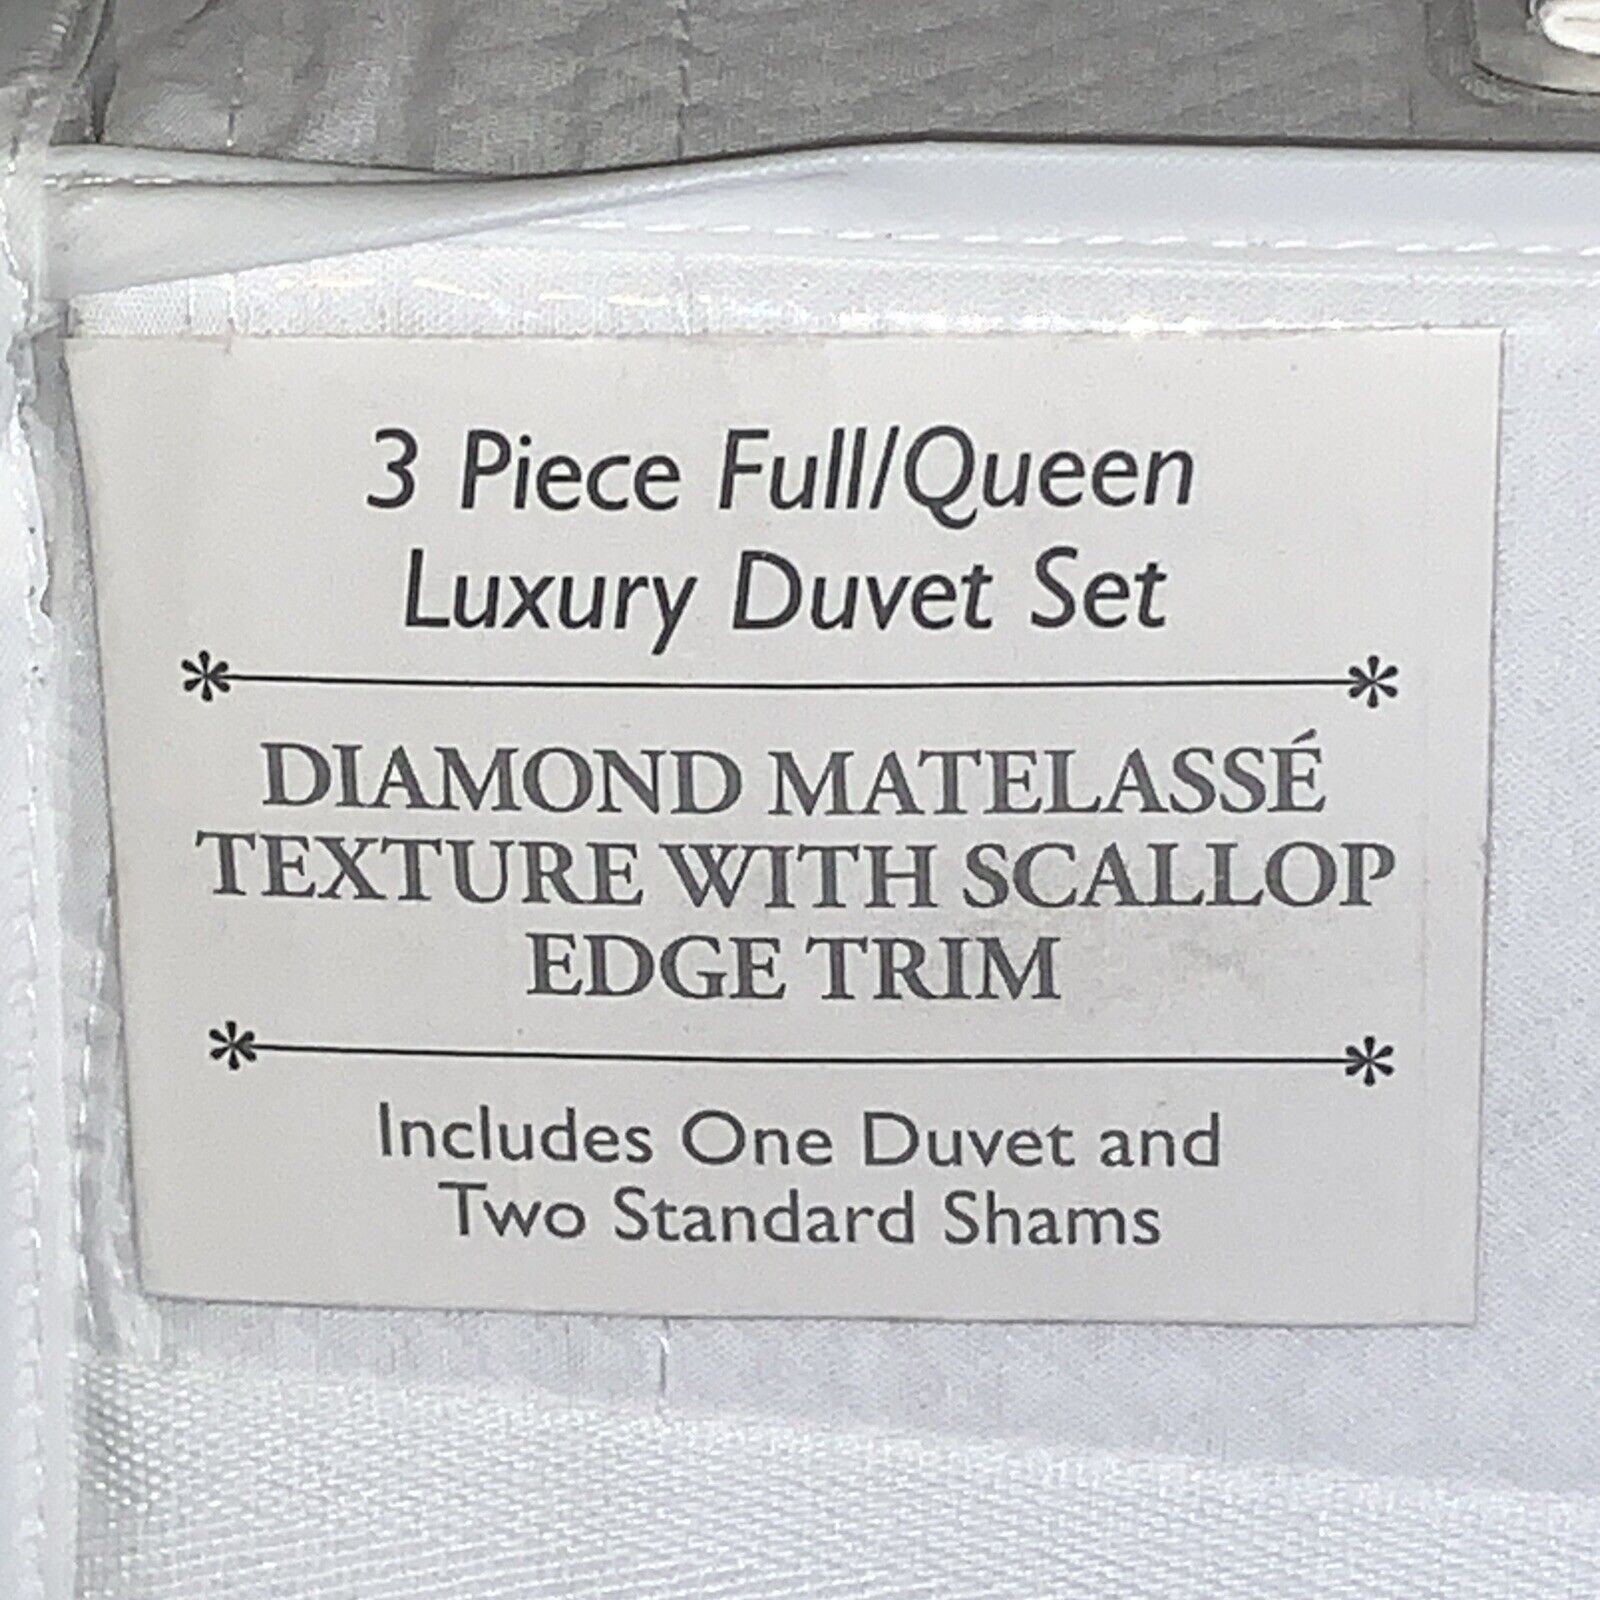 3 Piece Full/Queen
Luxury Duvet Set
DIAMOND MATELASSÉ
TEXTURE WITH SCALLOP
EDGE TRIM
Includes One Duvet and
Two Standard Shams